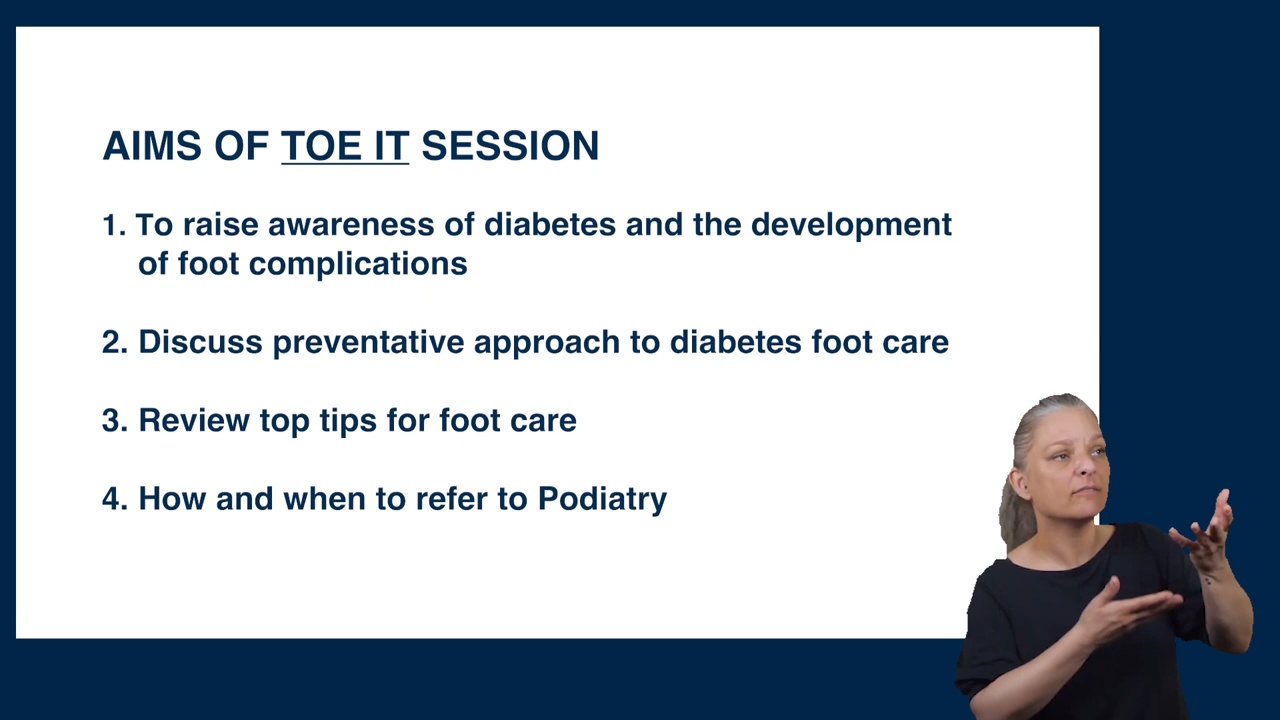 AIMS OF TOE IT SESSION
1. To raise awareness of diabetes and the development
of foot complications
2. Discuss preventative approach to diabetes foot care
3. Review top tips for foot care
4. How and when to refer to Podiatry